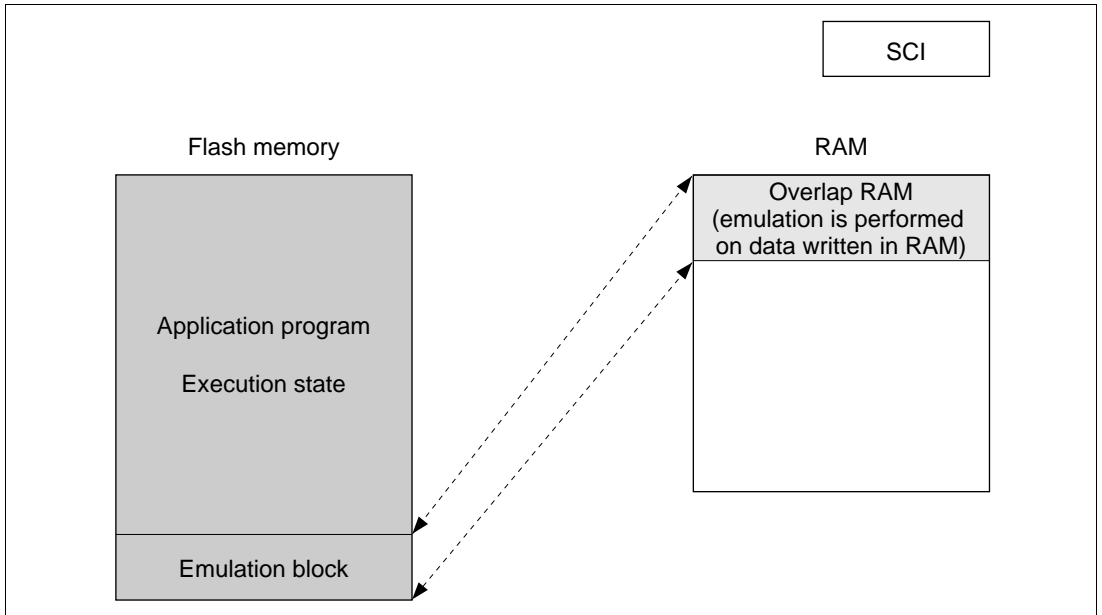 SCI
Flash memory
RAM
Overlap RAM
(emulation is performed
on data written in RAM)
Application program
Execution state
Emulation block